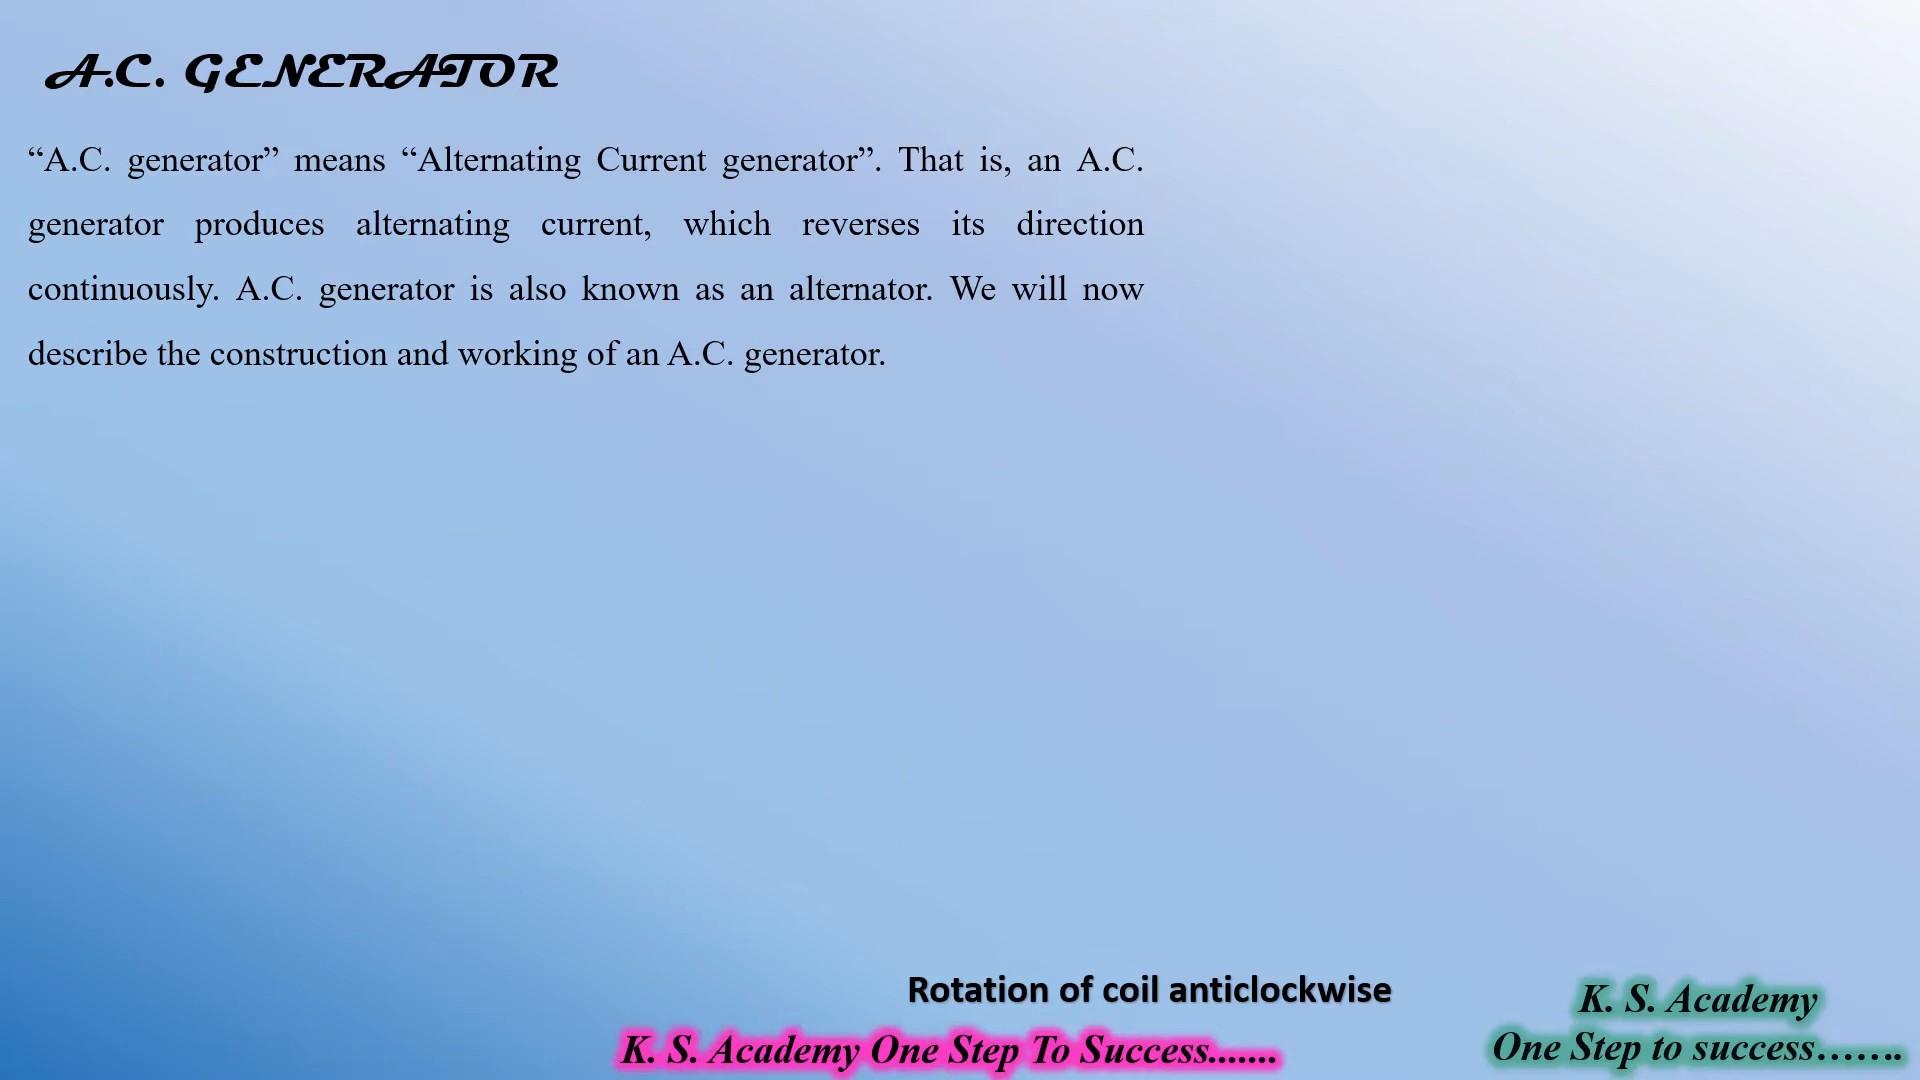 A.C. GENERATOR
“A.C. generator” means “Alternating Current generator”. That is, an A.C.
generator produces alternating current, which reverses its direction
continuously. A.C. generator is also known as an alternator. We will now
describe the construction and working of an A.C. generator.
Rotation of coil anticlockwise
K. S. Academy One Step To Success.......
K. S. Academy
One Step to success…….